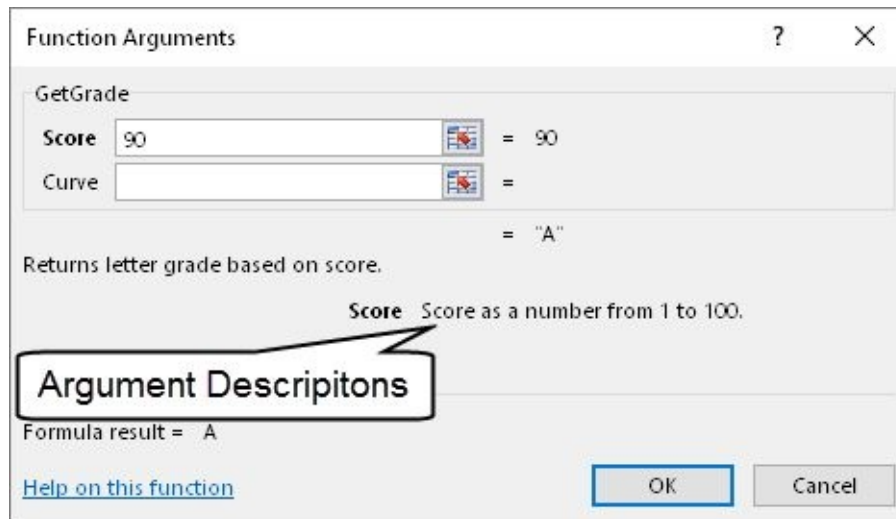 Function Arguments ? ×
GetGrade
Score 90 = 90
Curve =
= "A"
Returns letter grade based on score.
Score Score as a number from 1 to 100.
Argument Descripitons
Formula result = A
Help on this function OK Cancel